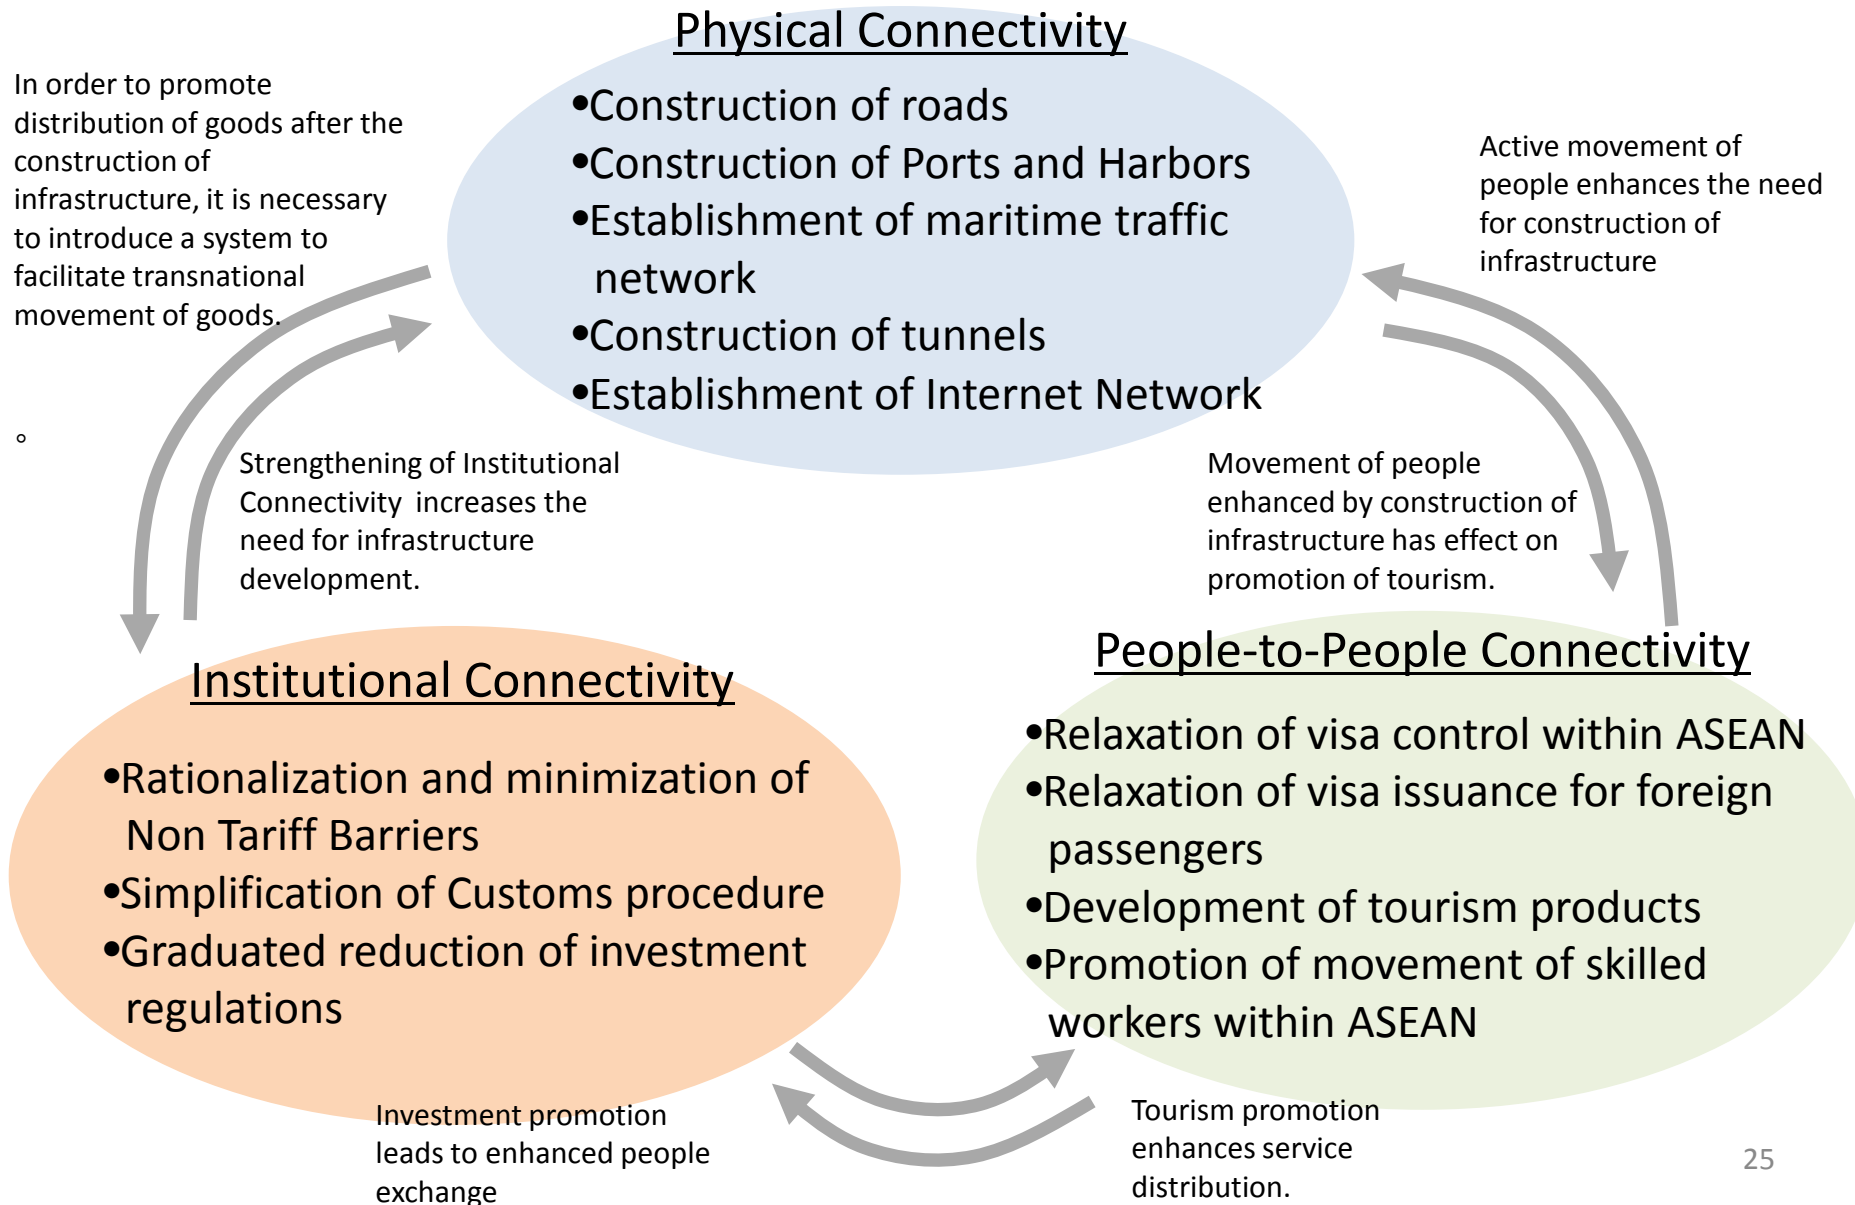 Physical Connectivity
•Construction of roads
•Construction of Ports and Harbors
•Establishment of maritime traffic
network
•Construction of tunnels
•Establishment of Internet Network
In order to promote
distribution of goods after the
construction of
infrastructure, it is necessary
to introduce a system to
facilitate transnational
movement of goods.
。
Active movement of
people enhances the need
for construction of
infrastructure
Strengthening of Institutional
Connectivity increases the
need for infrastructure
development.
Movement of people
enhanced by construction of
infrastructure has effect on
promotion of tourism.
Institutional Connectivity
•Rationalization and minimization of
Non Tariff Barriers
•Simplification of Customs procedure
•Graduated reduction of investment
regulations
People-to-People Connectivity
•Relaxation of visa control within ASEAN
•Relaxation of visa issuance for foreign
passengers
•Development of tourism products
•Promotion of movement of skilled
workers within ASEAN
Investment promotion
leads to enhanced people
exchange
Tourism promotion
enhances service
distribution.
25